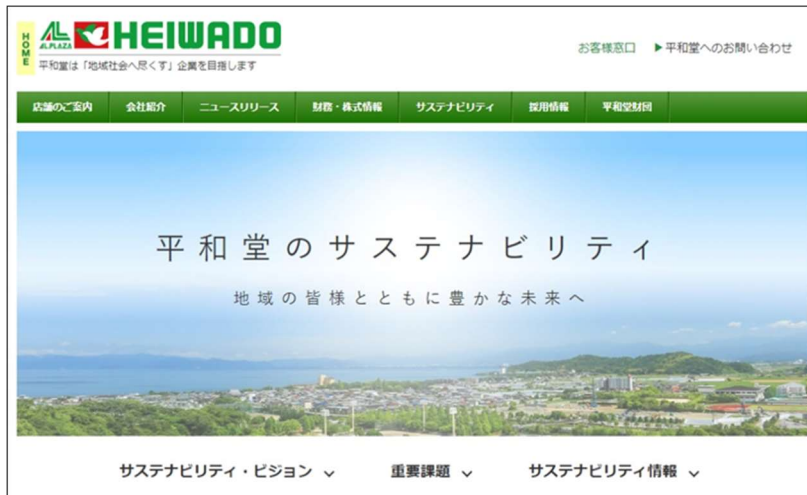 HOME
AL.PLAZA HEIWADO
平和堂は「地域社会へ尽くす」企業を目指します
お客様窓口 ▶平和堂へのお問い合わせ
店舗のご案内 会社紹介 ニュースリリース 財務・株式情報 サステナビリティ 採用情報 平和堂財団
平和堂のサステナビリティ
地域の皆様とともに豊かな未来へ
サステナビリティ・ビジョン 重要課題 サステナビリティ情報